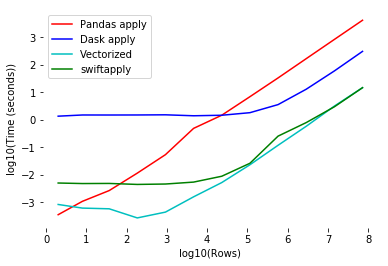 Pandas apply
Dask apply
Vectorized
swiftapply
log10(Time (seconds))
3
2
1
0
−1
−2
−3
0 1 2 3 4 5 6 7 8
log10(Rows)